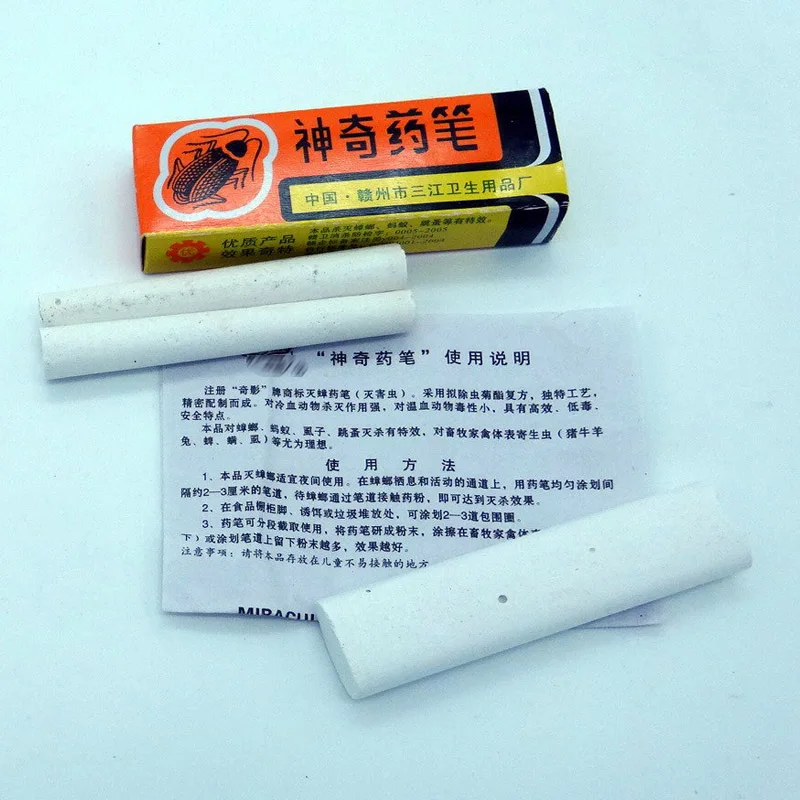 神奇药笔
中国·赣州市三江卫生用品厂
优质产品
效果奇特
本品杀灭蟑螂、蚂蚁、跳蚤等有特效。
“神奇药笔”使用说明
注册“奇影”牌商标灭蟑药笔（灭害虫）。采用拟除虫菊酯复方，独特工艺，
精密配制而成。对冷血动物杀灭作用强，对温血动物毒性小，具有高效、低毒、
安全特点。
本品对蟑螂、蚂蚁、虱子、跳蚤灭杀有特效，对畜牧家禽体表寄生虫（猪牛羊
兔、蜱、螨、虱）等尤为理想。
使用方法
1、本品灭蟑螂适宜夜间使用。在蟑螂栖息和活动的通道上，用药笔均匀涂划间
隔约2—3厘米的笔道，待蟑螂通过笔道接触药粉，即可达到灭杀效果。
2、在食品橱柜脚、诱饵或垃圾堆放处，可涂划2—3道包围圈。
3、药笔可分段截取使用，将药笔研成粉末，涂擦在畜牧家禽体
下）或涂划笔道上留下粉末越多，效果越好。
注意事项：请将本品存放在儿童不易接触的地方